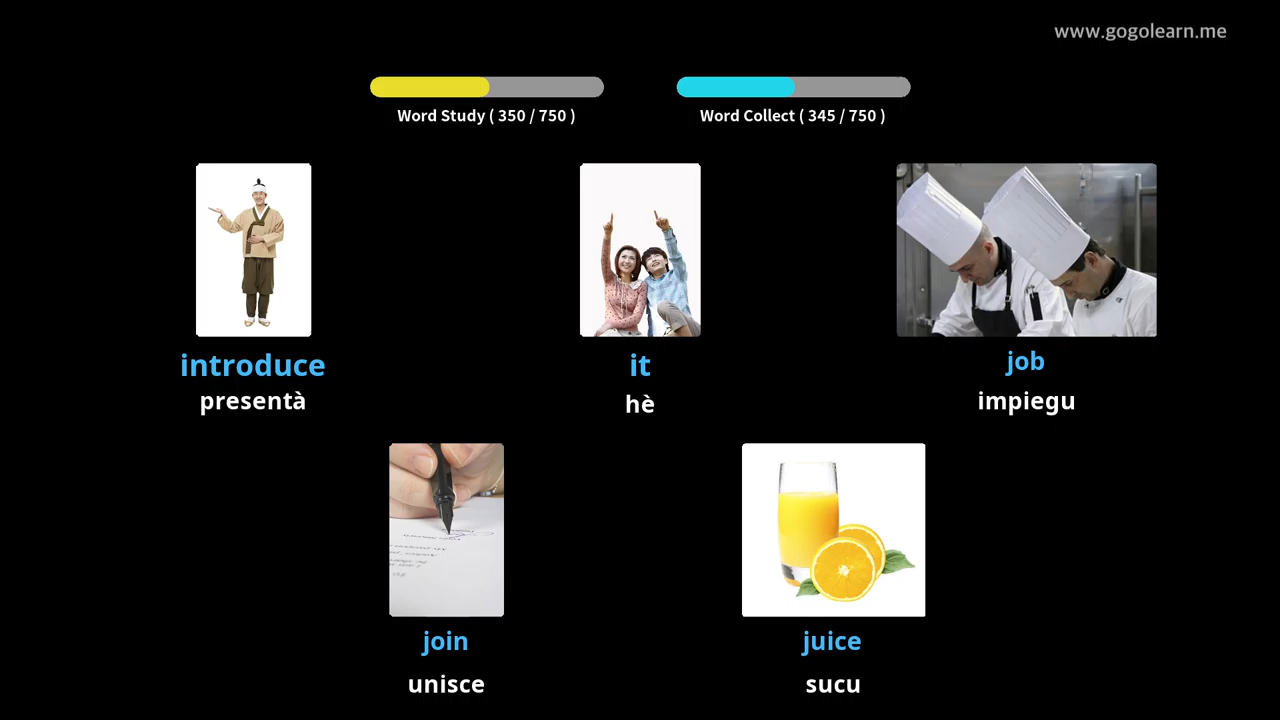 www.gogolearn.me
Word Study ( 350 / 750 )
Word Collect ( 345 / 750 )
introduce
presentà
it
hè
job
impiegu
join
unisce
juice
sucu